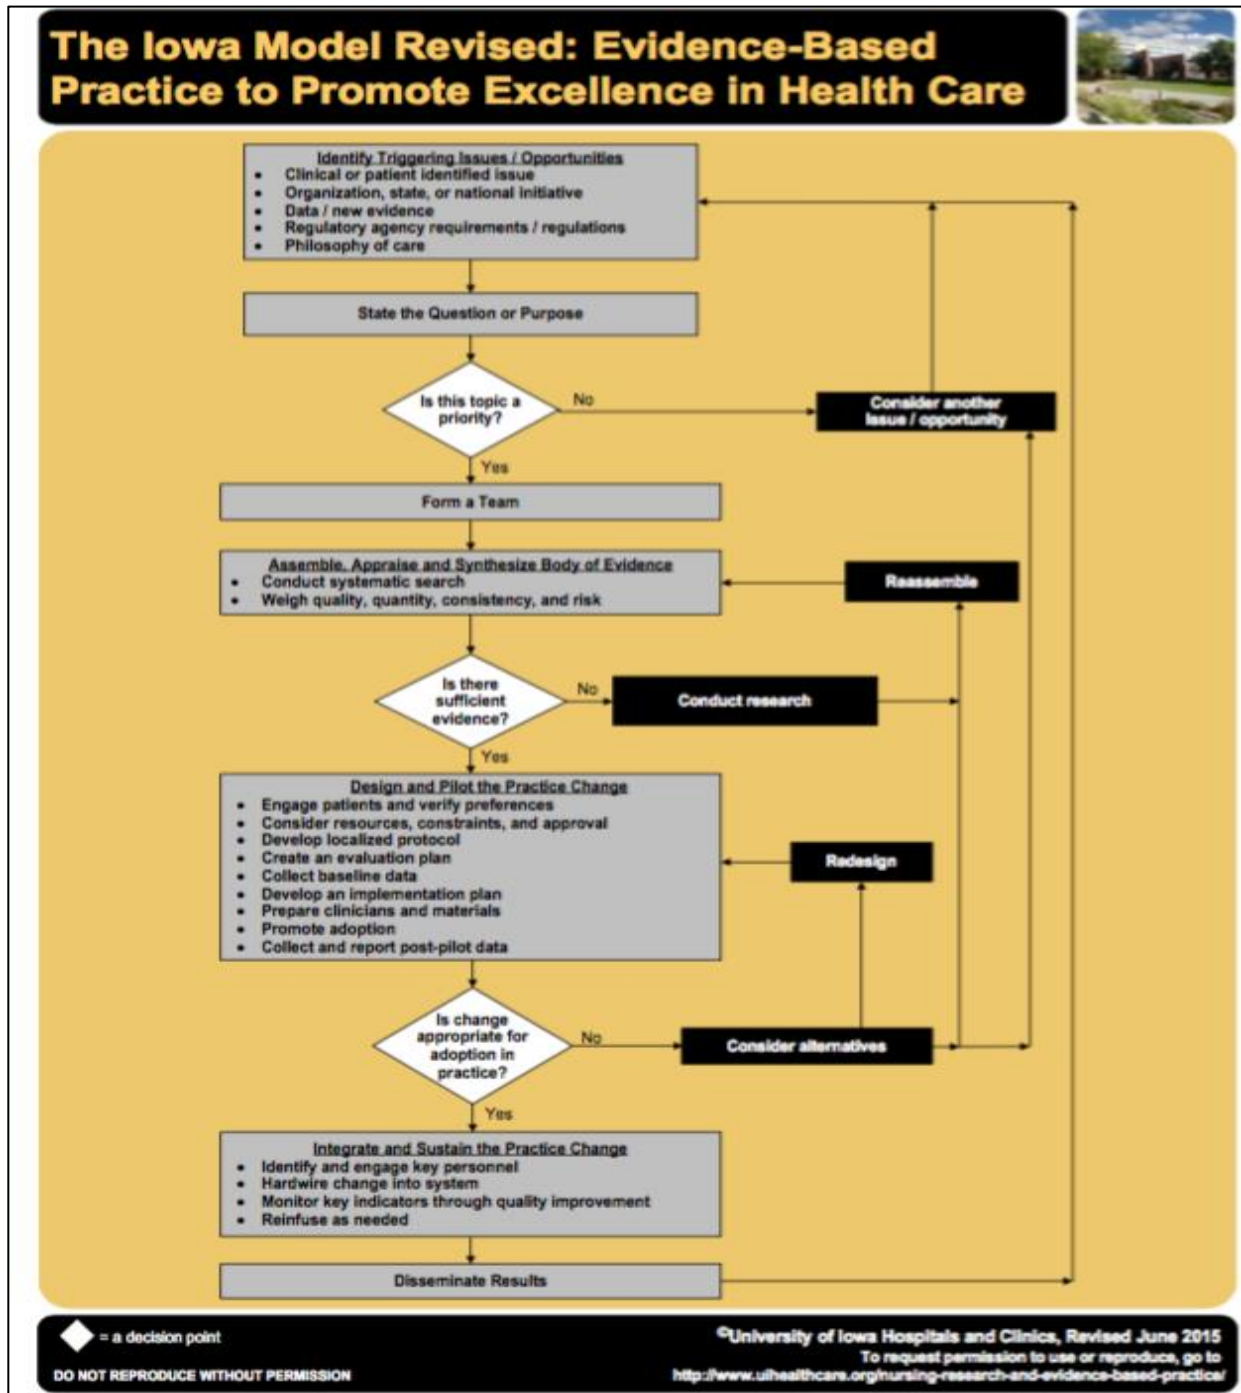 The Iowa Model Revised: Evidence-Based
Practice to Promote Excellence in Health Care
Identify Triggering Issues / Opportunities
• Clinical or patient identified issue
• Organization, state, or national initiative
• Data / new evidence
• Regulatory agency requirements / regulations
• Philosophy of care
State the Question or Purpose
Is this topic a
priority?
No
Consider another
Issue / opportunity
Yes
Form a Team
Assemble, Appraise and Synthesize Body of Evidence
• Conduct systematic search
• Weigh quality, quantity, consistency, and risk
Reassemble
Is there
sufficient
evidence?
No
Conduct research
Yes
Design and Pilot the Practice Change
• Engage patients and verify preferences
• Consider resources, constraints, and approval
• Develop localized protocol
• Create an evaluation plan
• Collect baseline data
• Develop an implementation plan
• Prepare clinicians and materials
• Promote adoption
• Collect and report post-pilot data
Redesign
Is change
appropriate for
adoption in
practice?
No
Consider alternatives
Yes
Integrate and Sustain the Practice Change
• Identify and engage key personnel
• Hardwire change into system
• Monitor key indicators through quality improvement
• Reinfuse as needed
Disseminate Results
= a decision point
©University of Iowa Hospitals and Clinics, Revised June 2015
To request permission to use or reproduce, go to
DO NOT REPRODUCE WITHOUT PERMISSION
http://www.uihealthcare.org/nursing-research-and-evidence-based-practice/